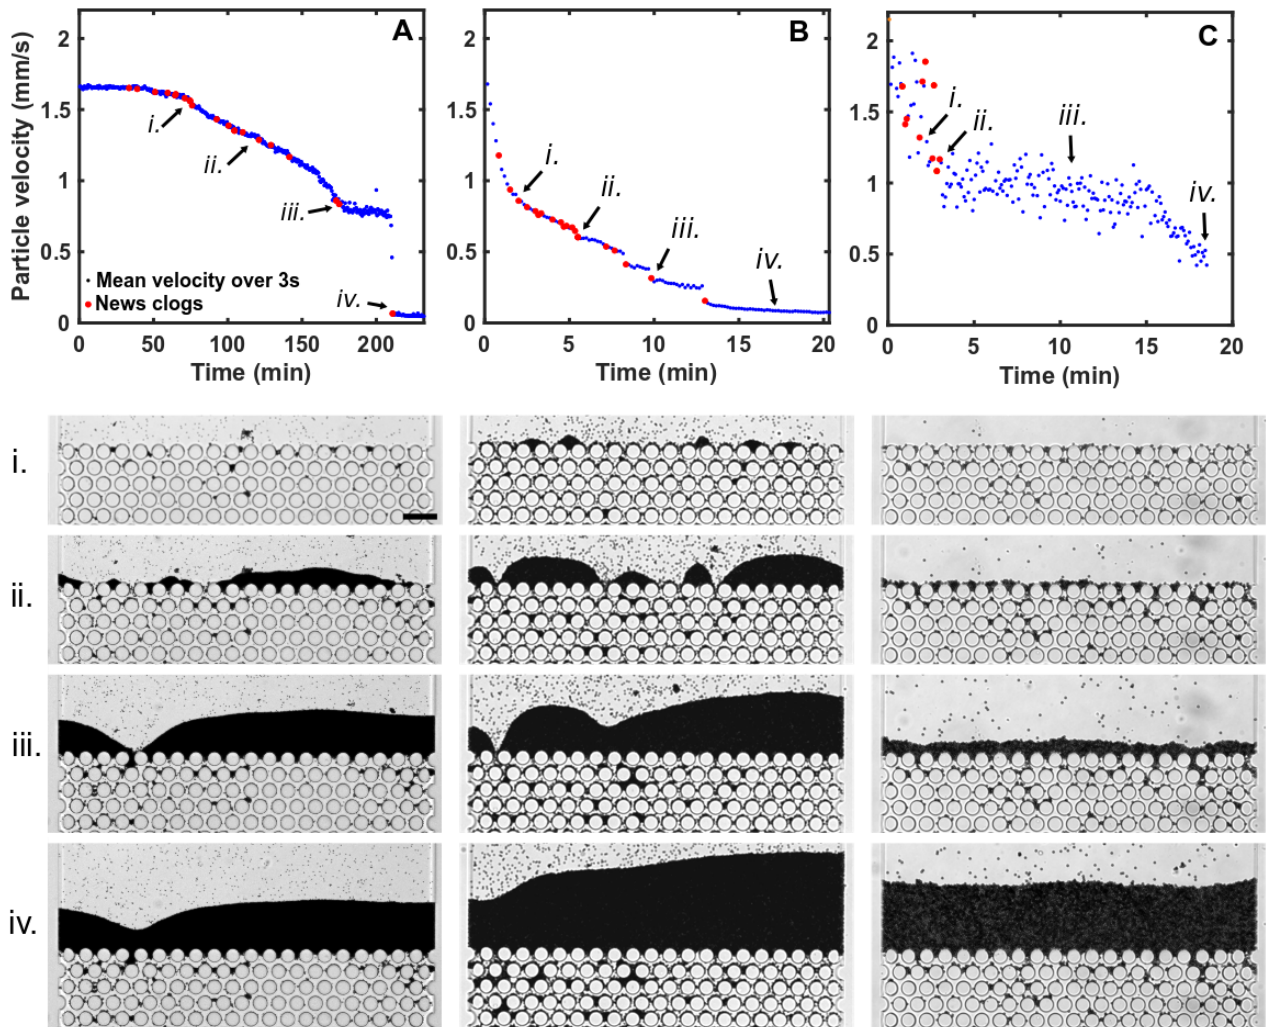 A
B
C
Particle velocity (mm/s)
2
1.5
1
0.5
0
i.
ii.
iii.
iv.
Mean velocity over 3s
News clogs
0 50 100 150 200
Time (min)
2
1.5
1
0.5
0
i.
ii.
iii.
iv.
0 5 10 15 20
Time (min)
2
1.5
1
0.5
0
i.
ii.
iii.
iv.
0 5 10 15 20
Time (min)
i.
ii.
iii.
iv.